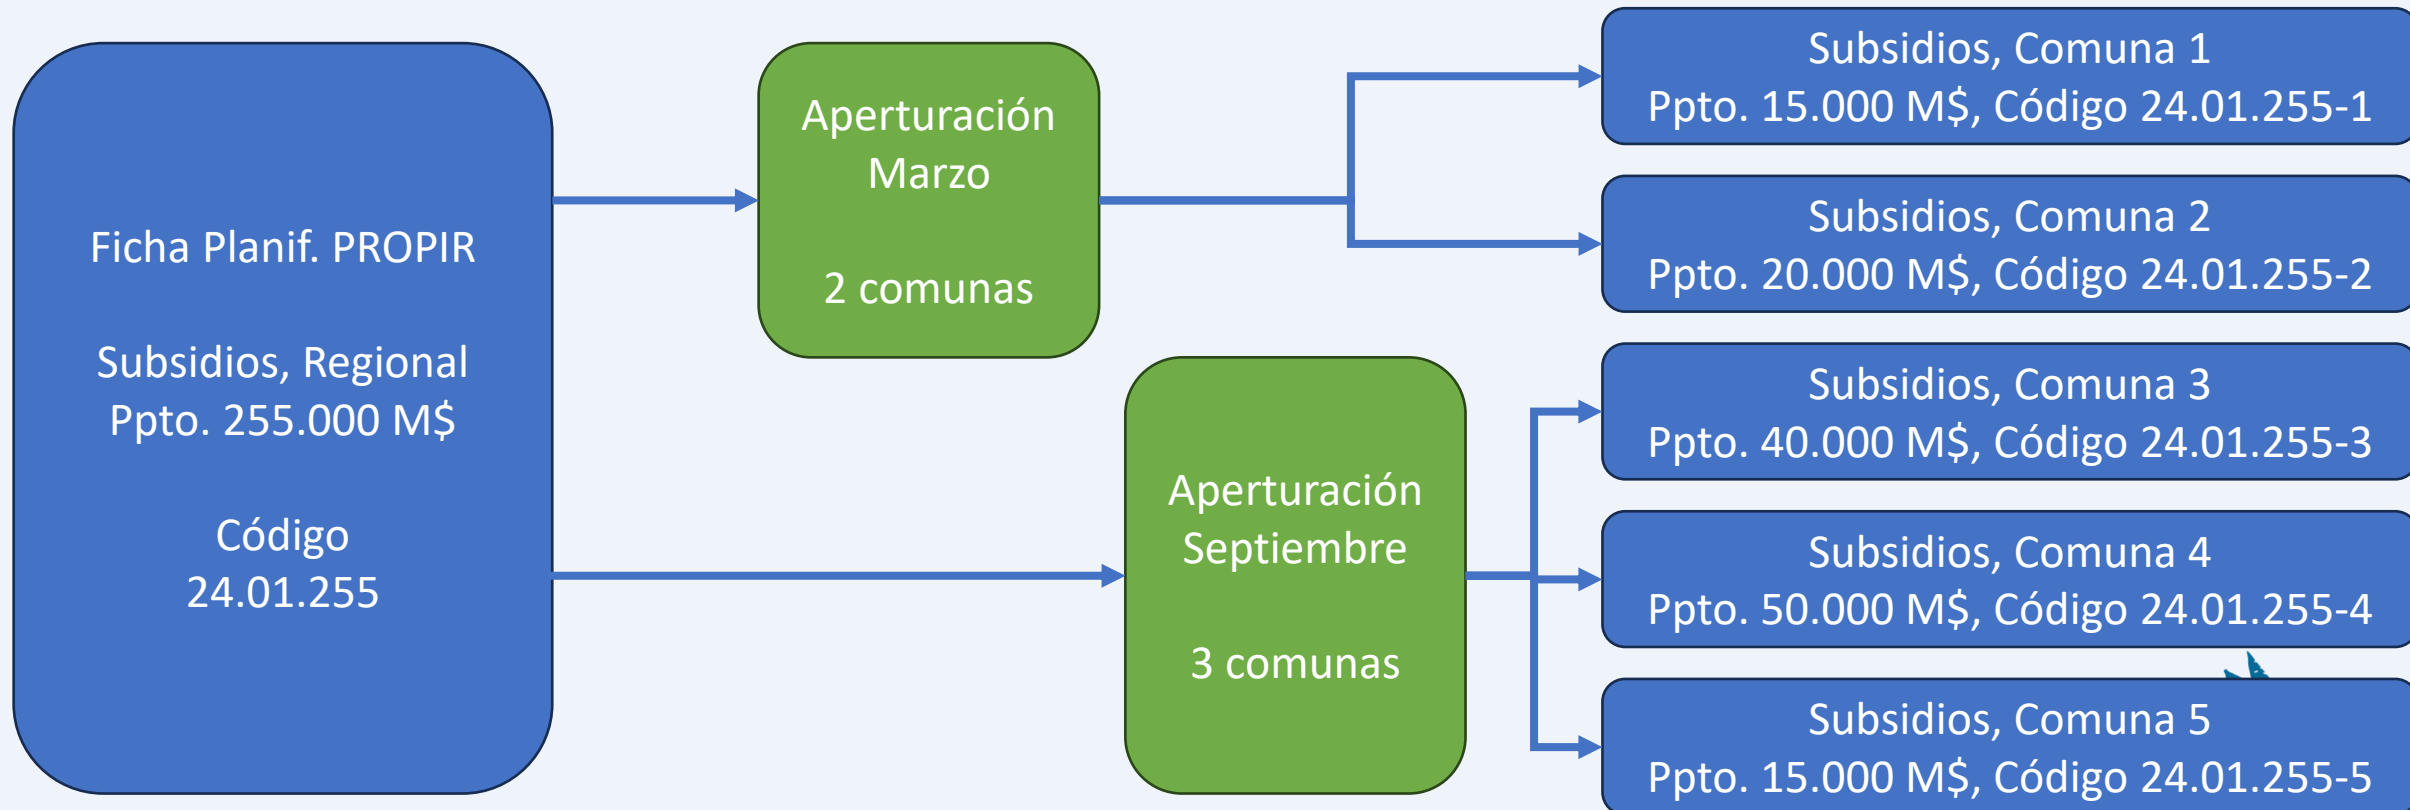 Ficha Planif. PROPIR
Subsidios, Regional
Ppto. 255.000 M$
Código
24.01.255
Aperturación
Marzo
2 comunas
Aperturación
Septiembre
3 comunas
Subsidios, Comuna 1
Ppto. 15.000 M$, Código 24.01.255-1
Subsidios, Comuna 2
Ppto. 20.000 M$, Código 24.01.255-2
Subsidios, Comuna 3
Ppto. 40.000 M$, Código 24.01.255-3
Subsidios, Comuna 4
Ppto. 50.000 M$, Código 24.01.255-4
Subsidios, Comuna 5
Ppto. 15.000 M$, Código 24.01.255-5